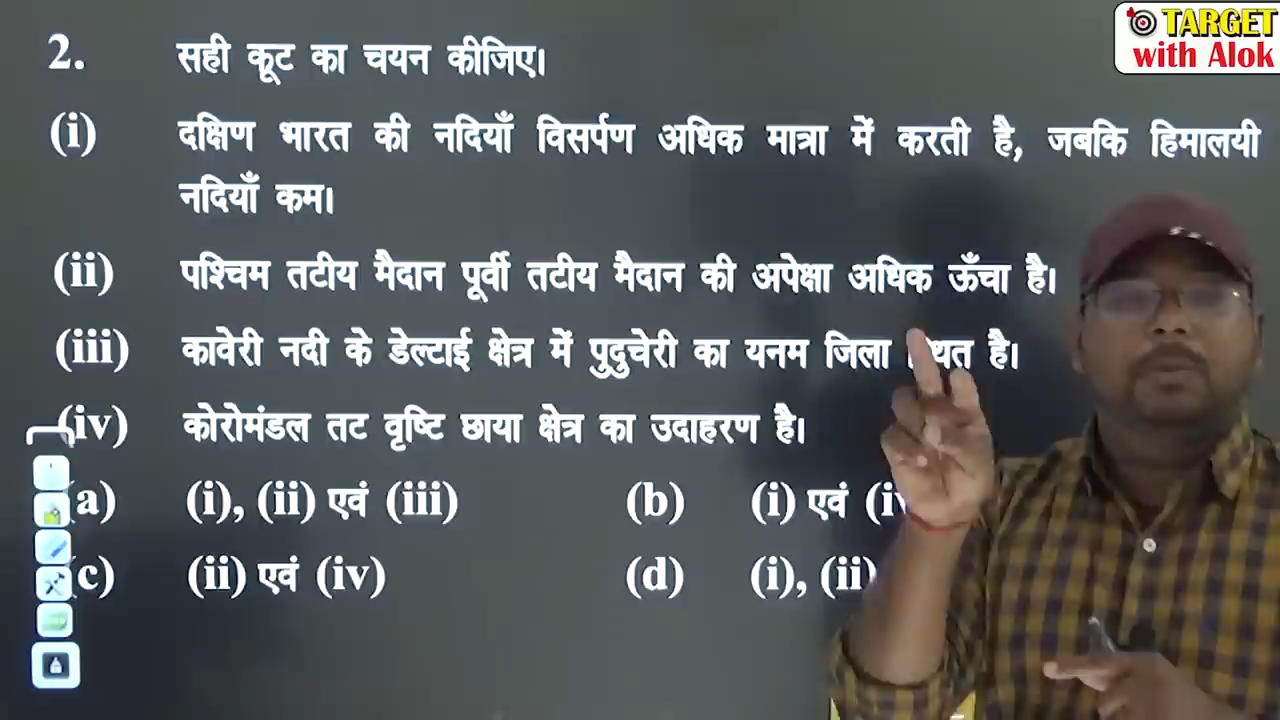 TARGET
with Alok
2. सही कूट का चयन कीजिए।
(i) दक्षिण भारत की नदियाँ विसर्पण अधिक मात्रा में करती है, जबकि हिमालयी
नदियाँ कम।
(ii) पश्चिम तटीय मैदान पूर्वी तटीय मैदान की अपेक्षा अधिक ऊँचा है।
(iii) कावेरी नदी के डेल्टाई क्षेत्र में पुदुचेरी का यनम जिला है।
(iv) कोरोमंडल तट वृष्टि छाया क्षेत्र का उदाहरण है।
a) (i), (ii) एवं (iii) (b) (i) एवं
c) (ii) एवं (iv) (d) (i), (ii)